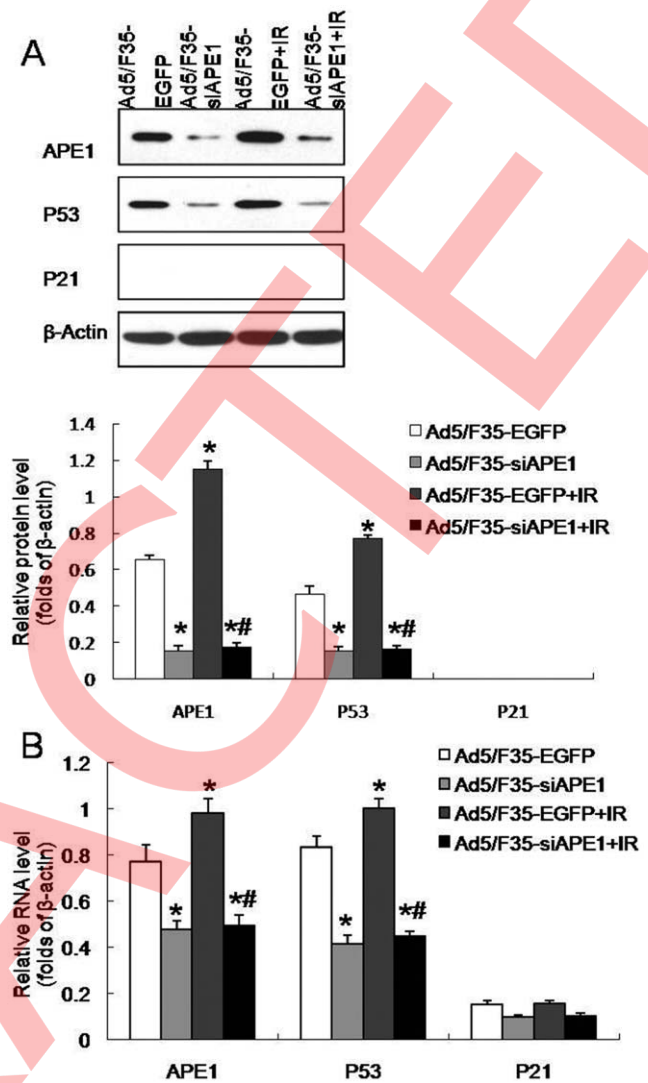 A
Ad5/F35-
EGFP
Ad5/F35-
siAPE1
Ad5/F35-
EGFP+IR
Ad5/F35-
siAPE1+IR
APE1
P53
P21
β-Actin
Relative protein level
(folds of β-actin)
1.4
1.2
1
0.8
0.6
0.4
0.2
0
Ad5/F35-EGFP
Ad5/F35-siAPE1
Ad5/F35-EGFP+IR
Ad5/F35-siAPE1+IR
*
*
*#
*
*
*#
APE1
P53
P21
B
Relative RNA level
(folds of β-actin)
1.2
1
0.8
0.6
0.4
0.2
0
Ad5/F35-EGFP
Ad5/F35-siAPE1
Ad5/F35-EGFP+IR
Ad5/F35-siAPE1+IR
*
*
*#
*
*
*#
APE1
P53
P21
ACTE